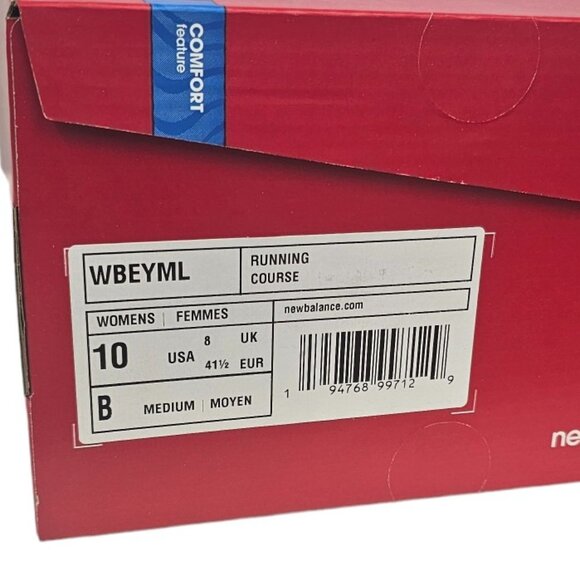 COMFORT
feature
WBEYML
RUNNING
COURSE
WOMENS | FEMMES
newbalance.com
10 USA 8 UK
41½ EUR
B MEDIUM | MOYEN
1 94768 99712 9
ne